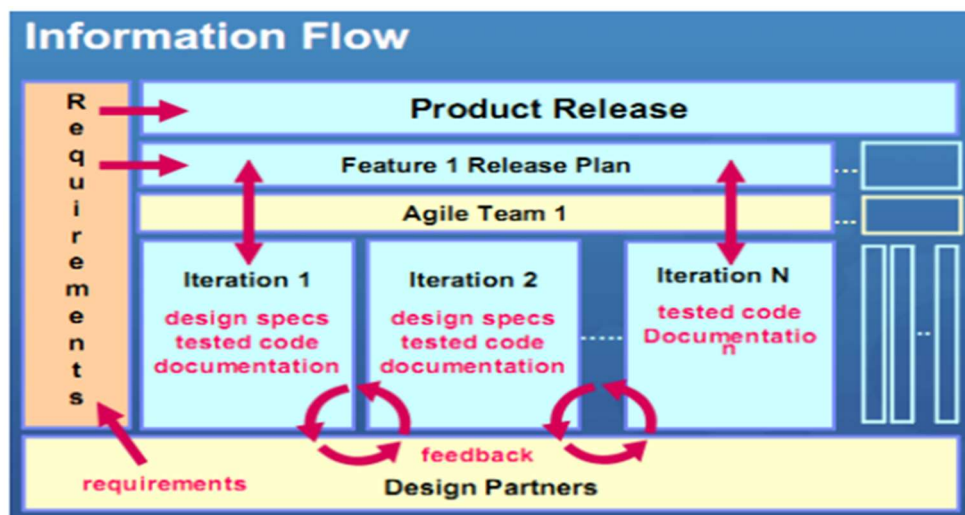 Information Flow
Requirements
Product Release
Feature 1 Release Plan
Agile Team 1
Iteration 1
design specs
tested code
documentation
Iteration 2
design specs
tested code
documentation
Iteration N
tested code
Documentatio
n
feedback
requirements
Design Partners